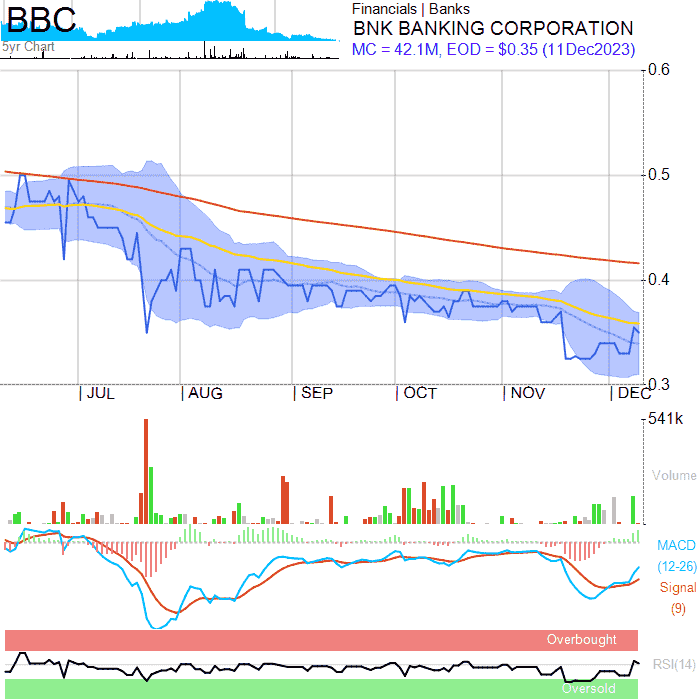 BBC
5yr Chart
Financials | Banks
BNK BANKING CORPORATION
MC = 42.1M, EOD = $0.35 (11Dec2023)
0.6
0.5
0.4
0.3
JUL AUG SEP OCT NOV DEC
541k
Volume
MACD
(12-26)
Signal
(9)
Overbought
RSI(14)
Oversold